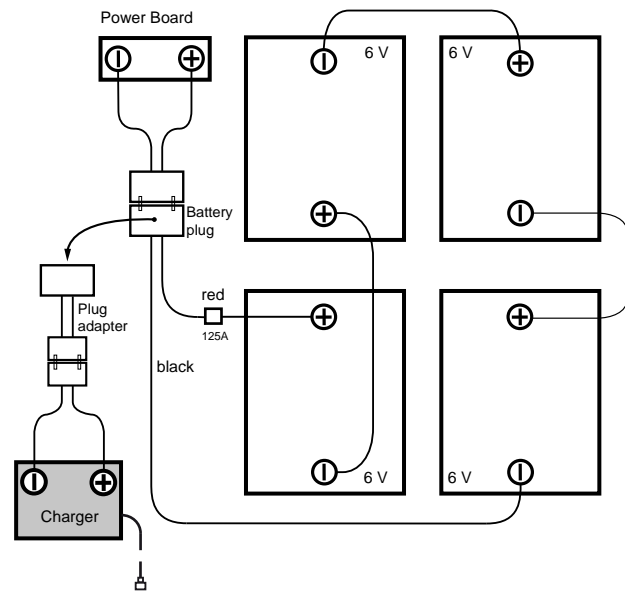 Power Board
6 V
6 V
Battery
plug
Plug
adapter
red
125A
black
6 V
6 V
Charger